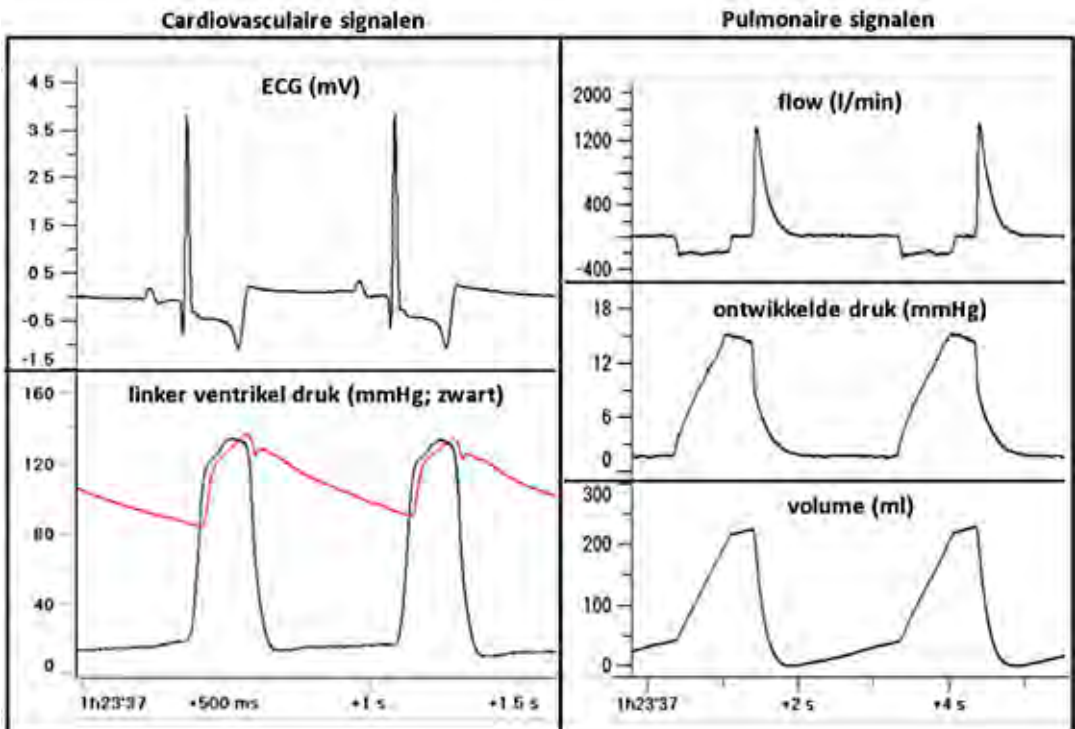 Cardiovasculaire signalen
ECG (mV)
4.5
3.5
2.5
1.5
0.5
-0.5
-1.5
linker ventrikel druk (mmHg; zwart)
160
120
80
40
0
1h23'37
+500 ms
+1 s
+1.5 s
Pulmonaire signalen
flow (l/min)
2000
1200
400
-400
ontwikkelde druk (mmHg)
18
12
6
0
volume (ml)
300
200
100
0
1h23'37
+2 s
+4 s